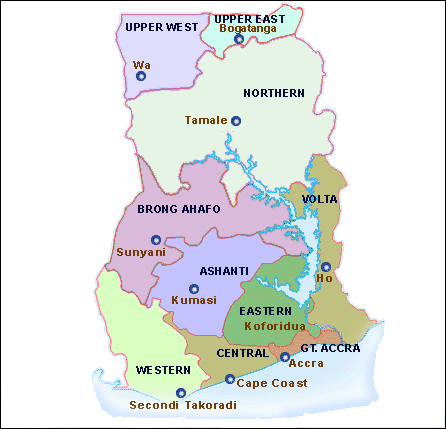 UPPER EAST
UPPER WEST
Bogatanga
Wa
NORTHERN
Tamale
VOLTA
BRONG AHAFO
Sunyani
ASHANTI
Ho
Kumasi
EASTERN
Koforidua
GT. ACCRA
CENTRAL
Accra
WESTERN
Cape Coast
Secondi Takoradi